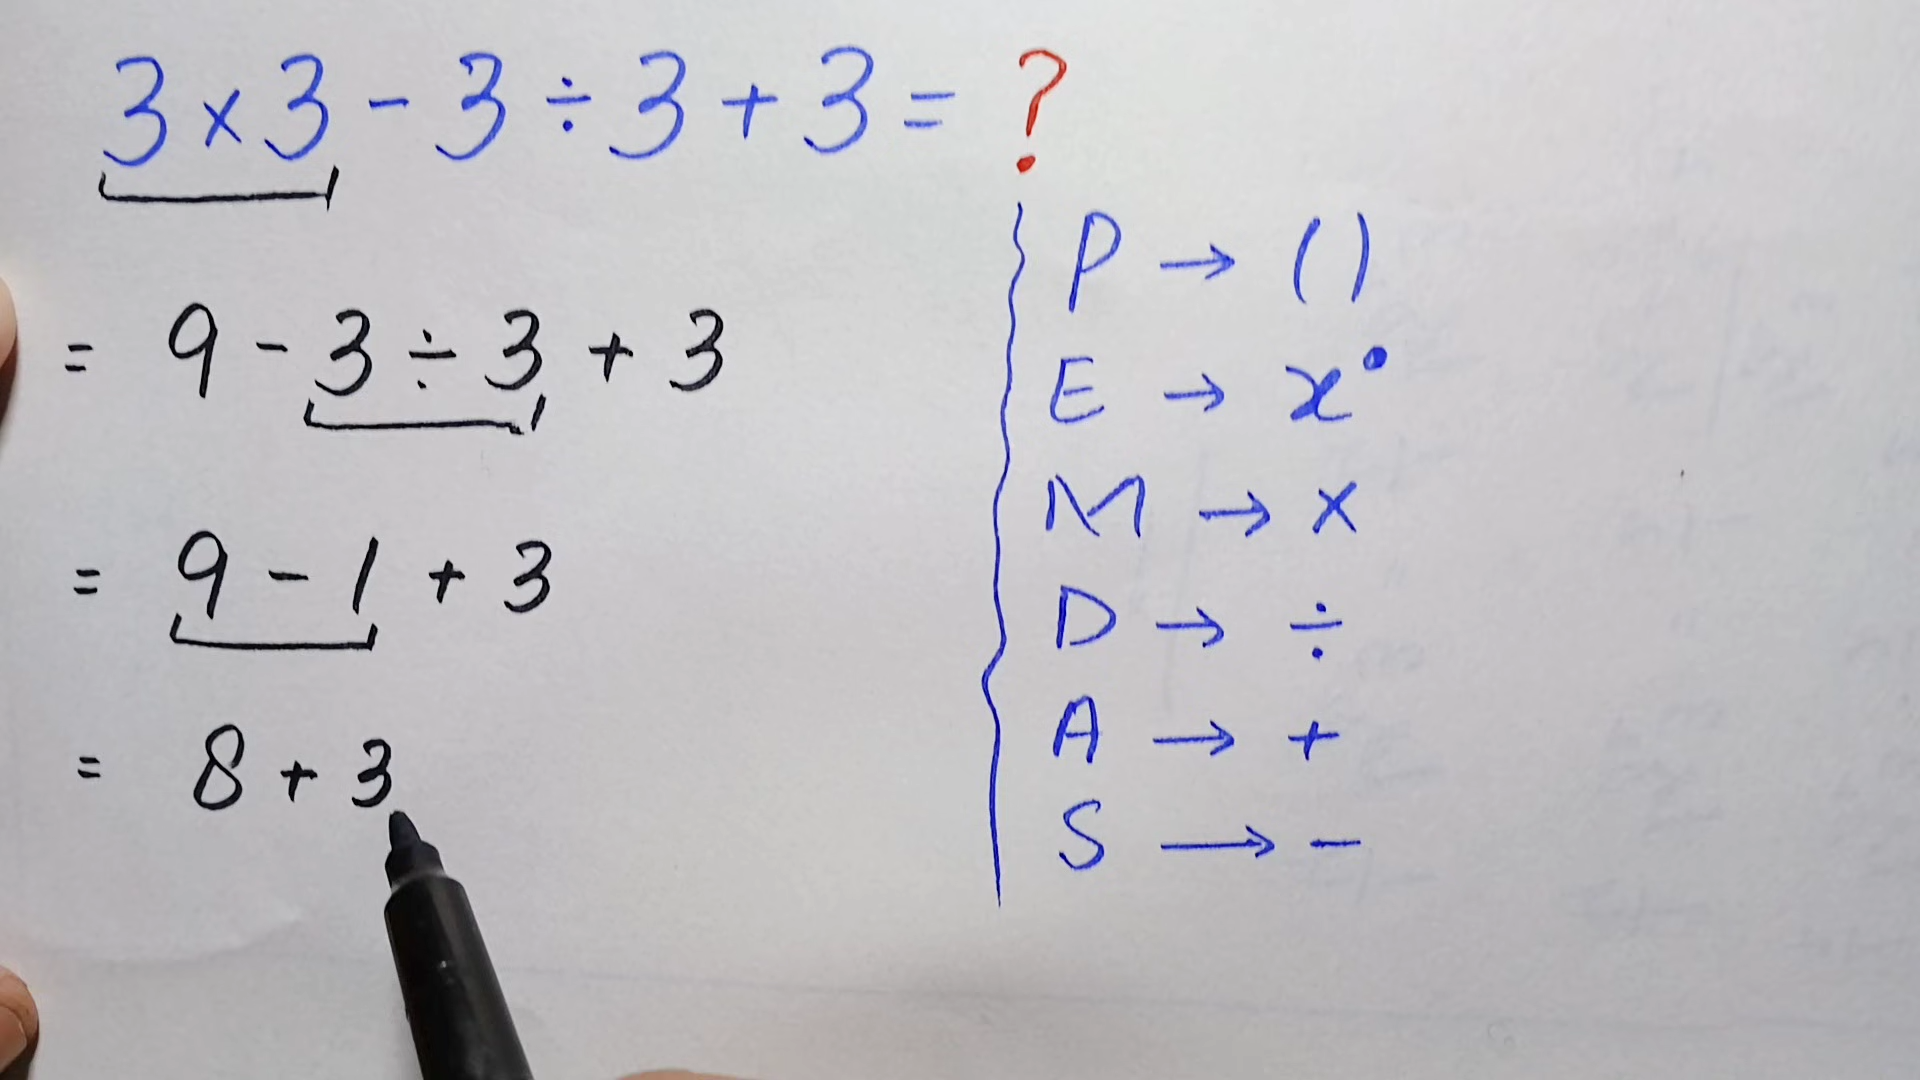 3 × 3 - 3 ÷ 3 + 3 = ?
= 9 - 3 ÷ 3 + 3
= 9 - 1 + 3
= 8 + 3
P → ( )
E → x•
M → ×
D → ÷
A → +
S → -